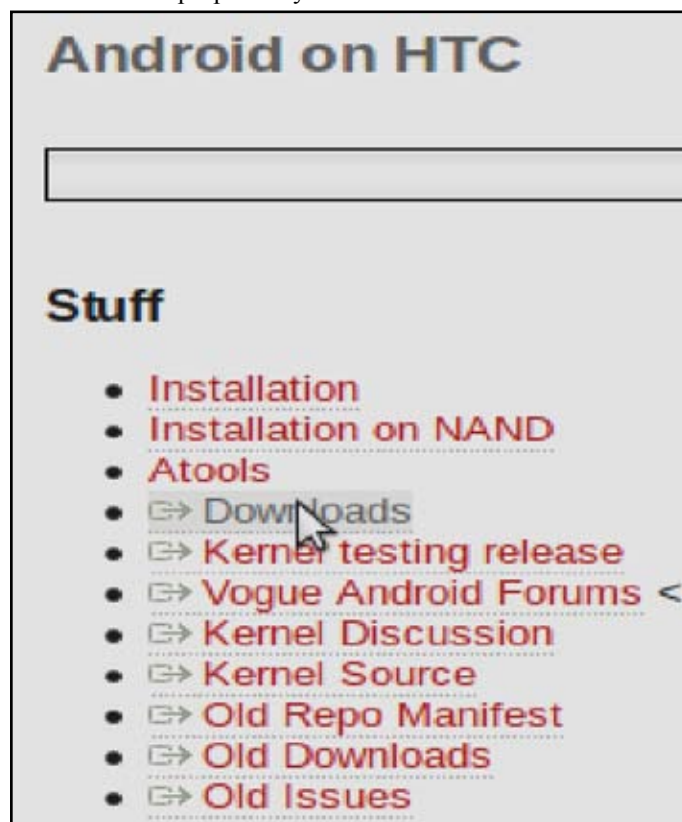 Android on HTC
Stuff
Installation
Installation on NAND
Atools
Downloads
Kernel testing release
Vogue Android Forums <
Kernel Discussion
Kernel Source
Old Repo Manifest
Old Downloads
Old Issues